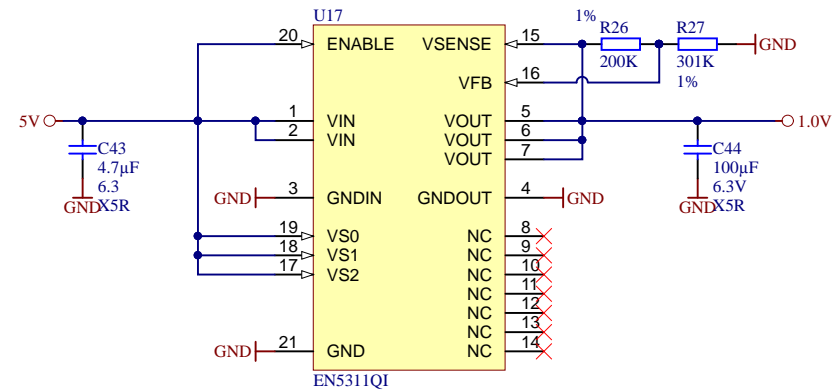 U17
1%
R26
R27
20
ENABLE
VSENSE
15
GND
200K
301K
VFB
16
1%
5V
1
VIN
VOUT
5
1.0V
2
VIN
VOUT
6
VOUT
7
C43
4.7µF
6.3
X5R
GND
C44
100µF
6.3V
X5R
GND
GND
3
GNDIN
GNDOUT
4
GND
19
VS0
NC
8
18
VS1
NC
9
17
VS2
NC
10
NC
11
NC
12
NC
13
GND
21
GND
NC
14
EN5311QI